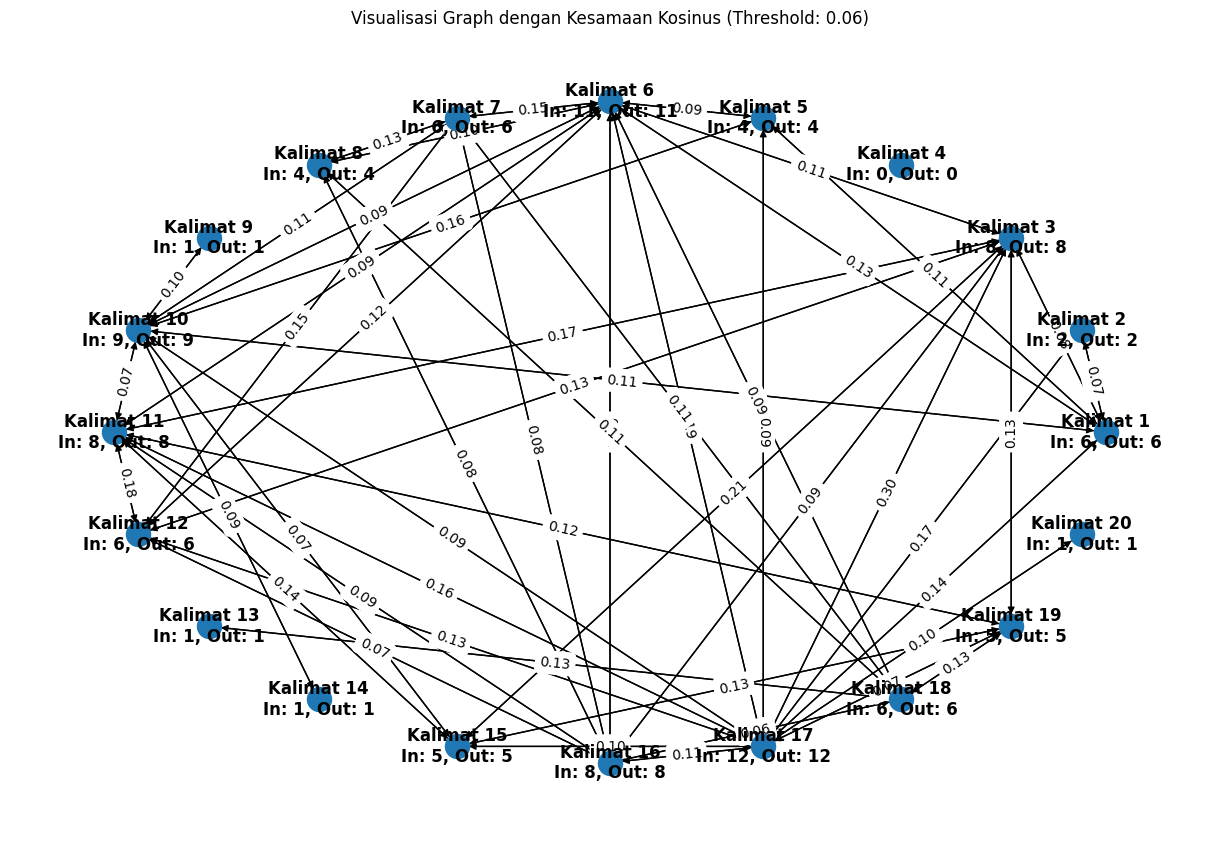 Visualisasi Graph dengan Kesamaan Kosinus (Threshold: 0.06)
Kalimat 6
In: 11, Out: 11
Kalimat 7
In: 6, Out: 6
Kalimat 5
In: 4, Out: 4
Kalimat 8
In: 4, Out: 4
Kalimat 4
In: 0, Out: 0
Kalimat 9
In: 1, Out: 1
Kalimat 3
In: 8, Out: 8
Kalimat 10
In: 9, Out: 9
Kalimat 2
In: 2, Out: 2
Kalimat 11
In: 8, Out: 8
Kalimat 1
In: 6, Out: 6
Kalimat 12
In: 6, Out: 6
Kalimat 20
In: 1, Out: 1
Kalimat 13
In: 1, Out: 1
Kalimat 19
In: 5, Out: 5
Kalimat 14
In: 1, Out: 1
Kalimat 18
In: 6, Out: 6
Kalimat 15
In: 5, Out: 5
Kalimat 16
In: 8, Out: 8
Kalimat 17
In: 12, Out: 12
0.15
0.09
0.13
0.11
0.11
0.09
0.16
0.09
0.13
0.11
0.10
0.15
0.12
0.17
0.07
0.13
0.11
0.07
0.11
0.11
0.09
0.09
0.08
0.13
0.08
0.18
0.21
0.30
0.09
0.09
0.07
0.09
0.12
0.17
0.14
0.09
0.16
0.14
0.13
0.07
0.13
0.10
0.13
0.13
0.06
0.10
0.11